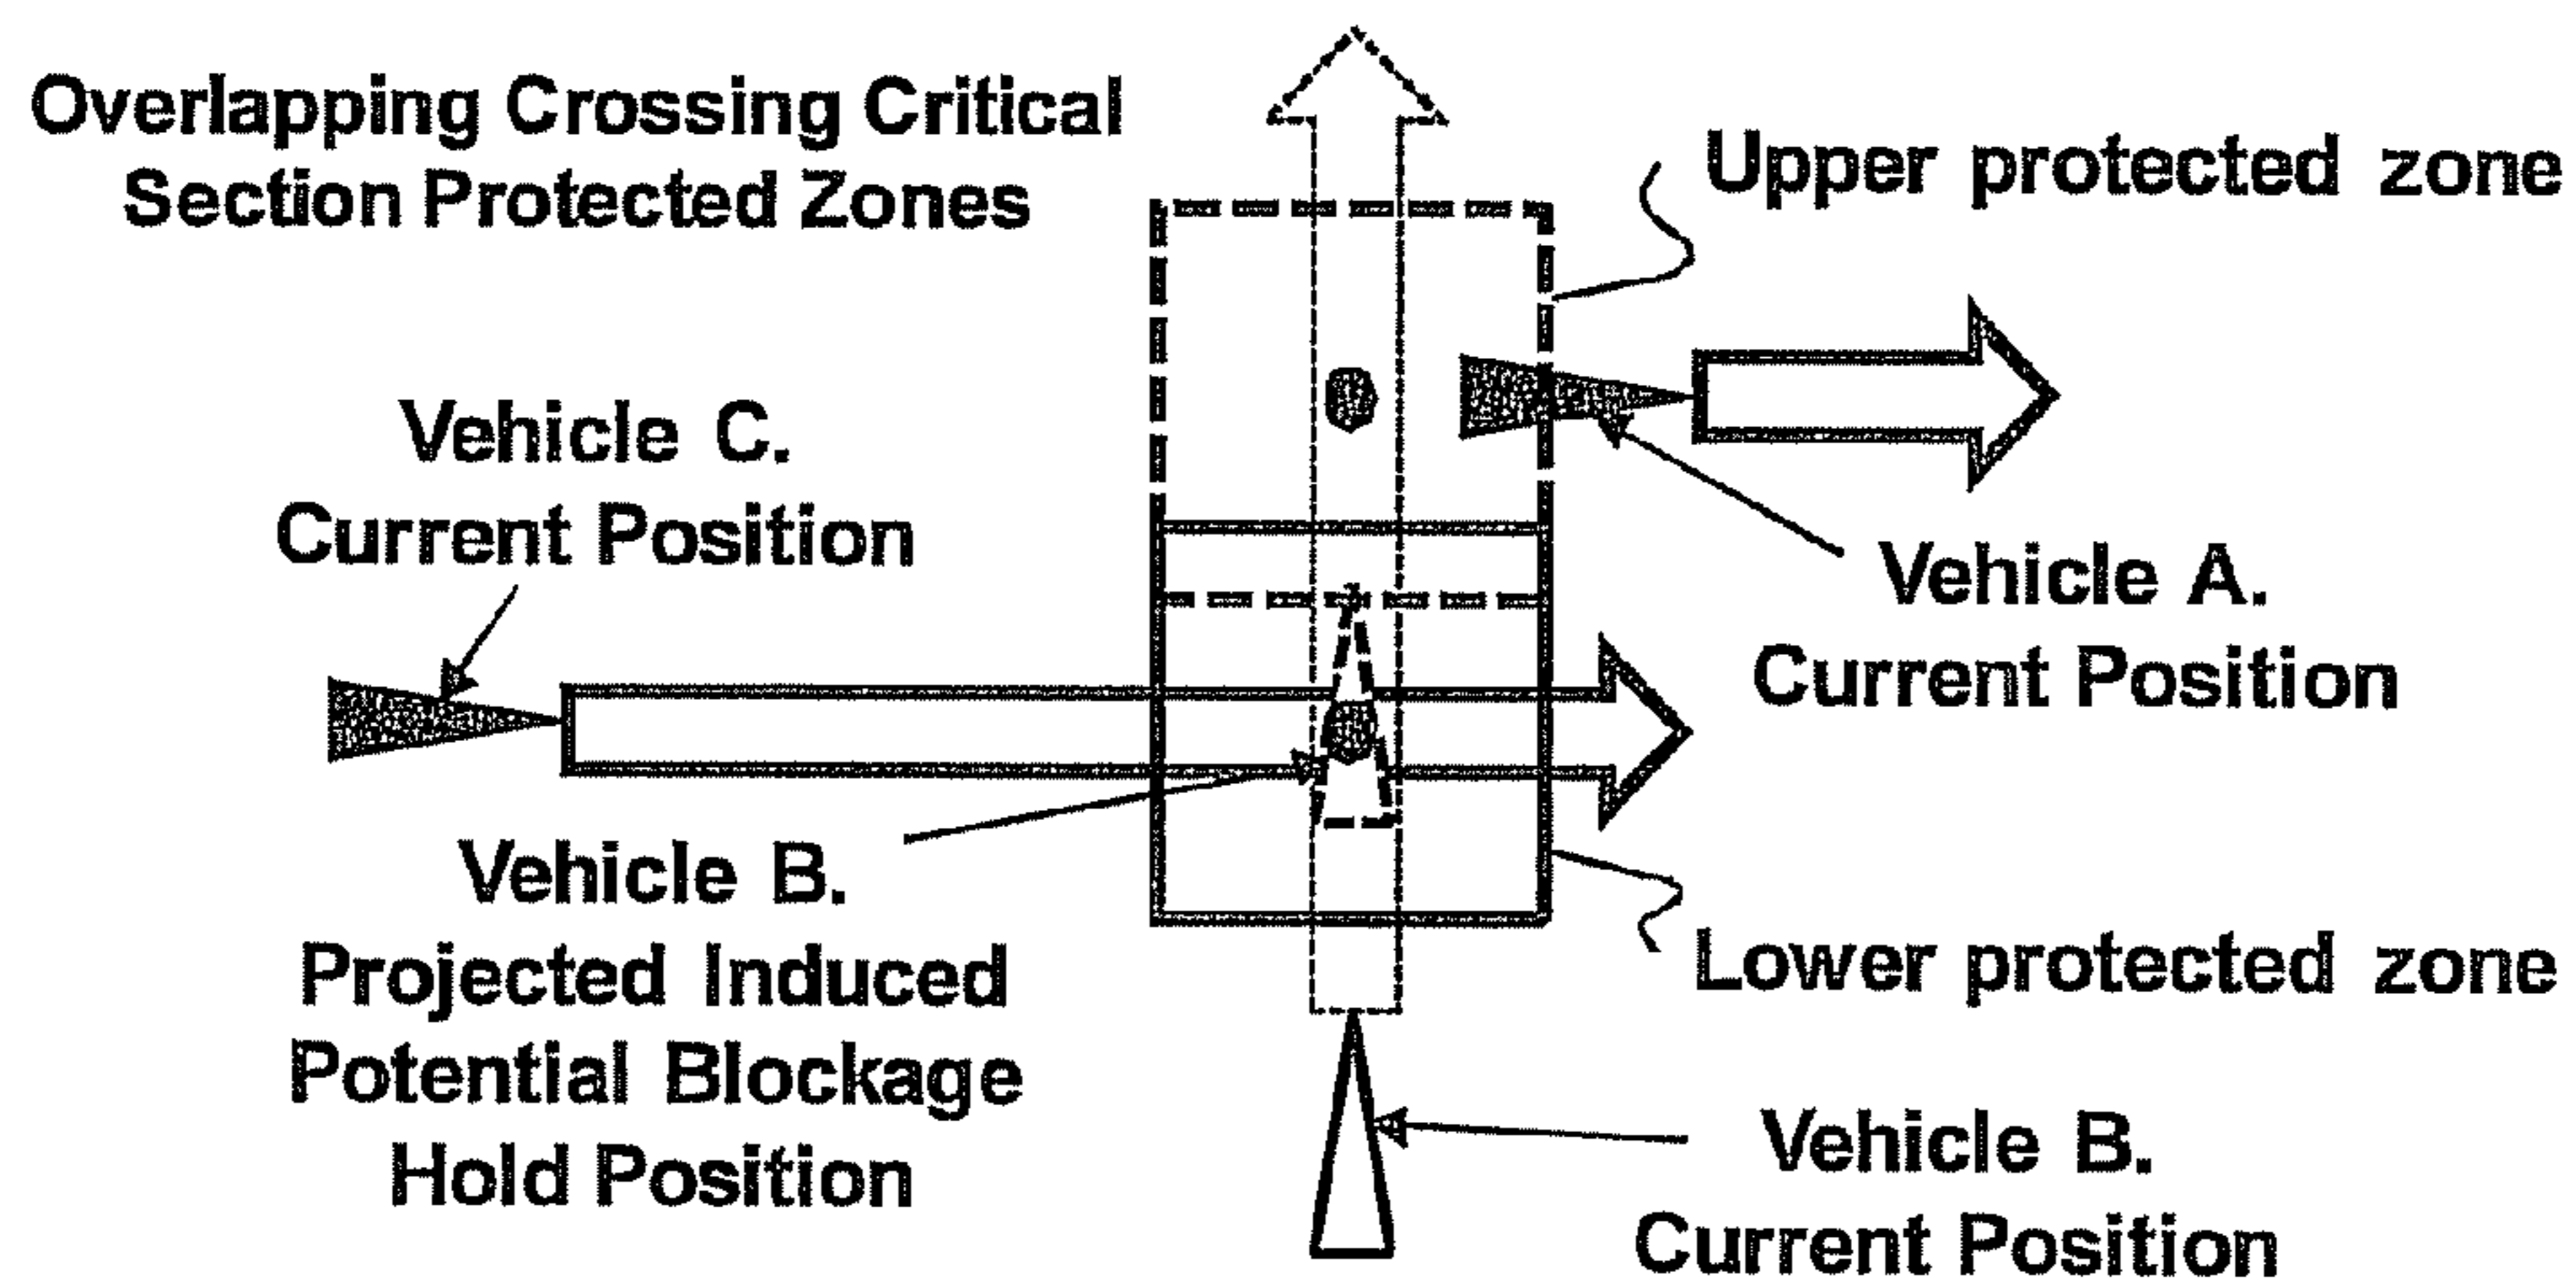 Overlapping Crossing Critical
Section Protected Zones
Upper protected zone
Vehicle C.
Current Position
Vehicle A.
Current Position
Vehicle B.
Projected Induced
Potential Blockage
Hold Position
Lower protected zone
Vehicle B.
Current Position